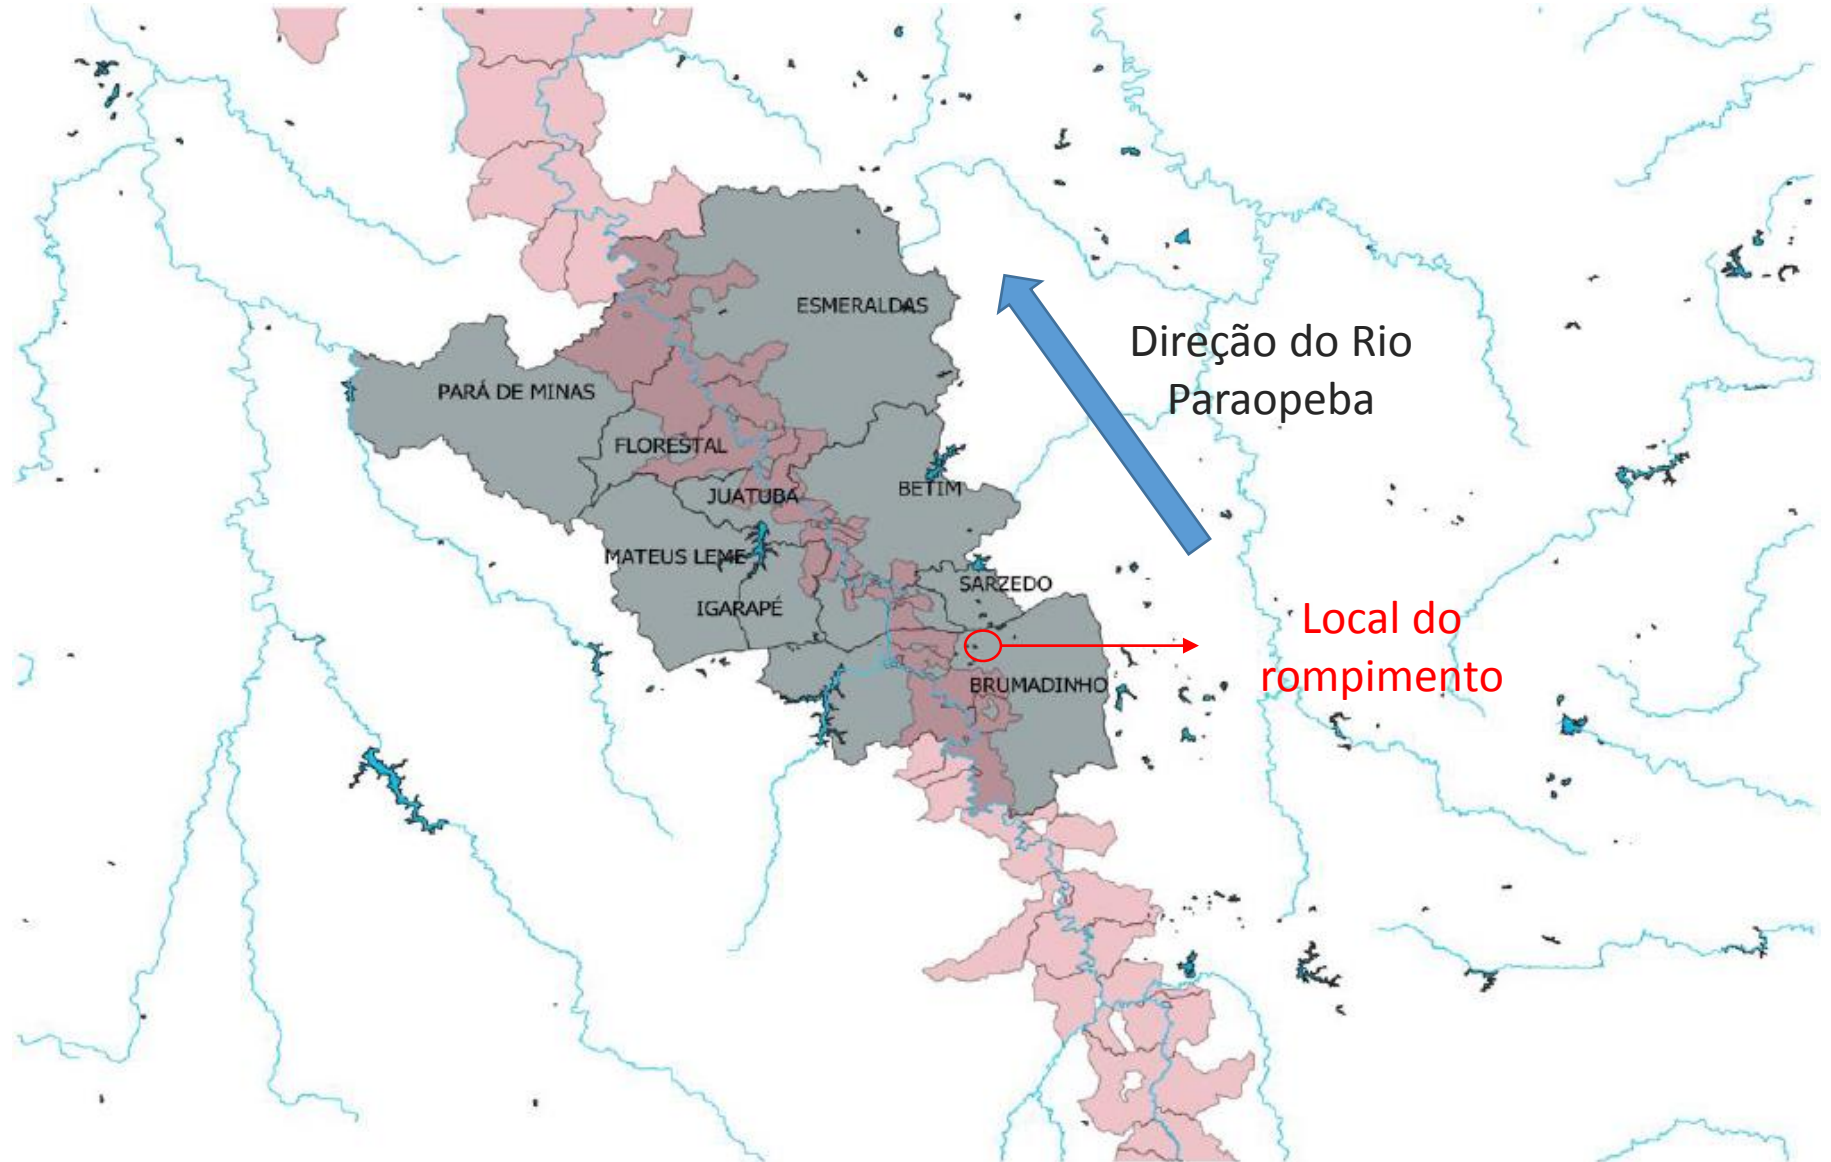 ESMERALDAS
Direção do Rio
Paraopeba
PARÁ DE MINAS
FLORESTAL
JUATUBA
BETIM
MATEUS LEME
SARZEDO
IGARAPÉ
Local do
rompimento
BRUMADINHO